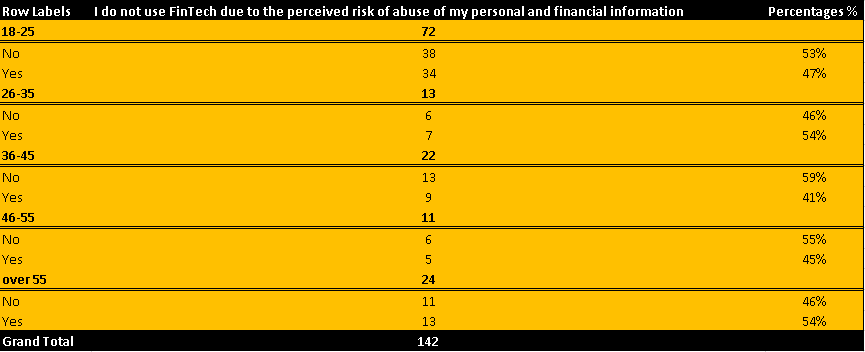 Row Labels I do not use FinTech due to the perceived risk of abuse of my personal and financial information Percentages %
18-25 72
No 38 53%
Yes 34 47%
26-35 13
No 6 46%
Yes 7 54%
36-45 22
No 13 59%
Yes 9 41%
46-55 11
No 6 55%
Yes 5 45%
over 55 24
No 11 46%
Yes 13 54%
Grand Total 142